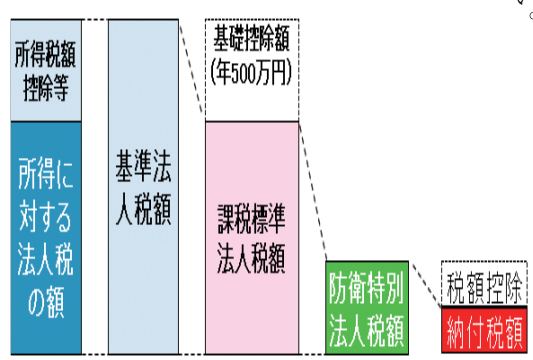 所得税額
控除等
所得に
対する
法人税
の額
基準法
人税額
基礎控除額
(年500万円)
課税標準
法人税額
防衛特別
法人税額
税額控除
納付税額